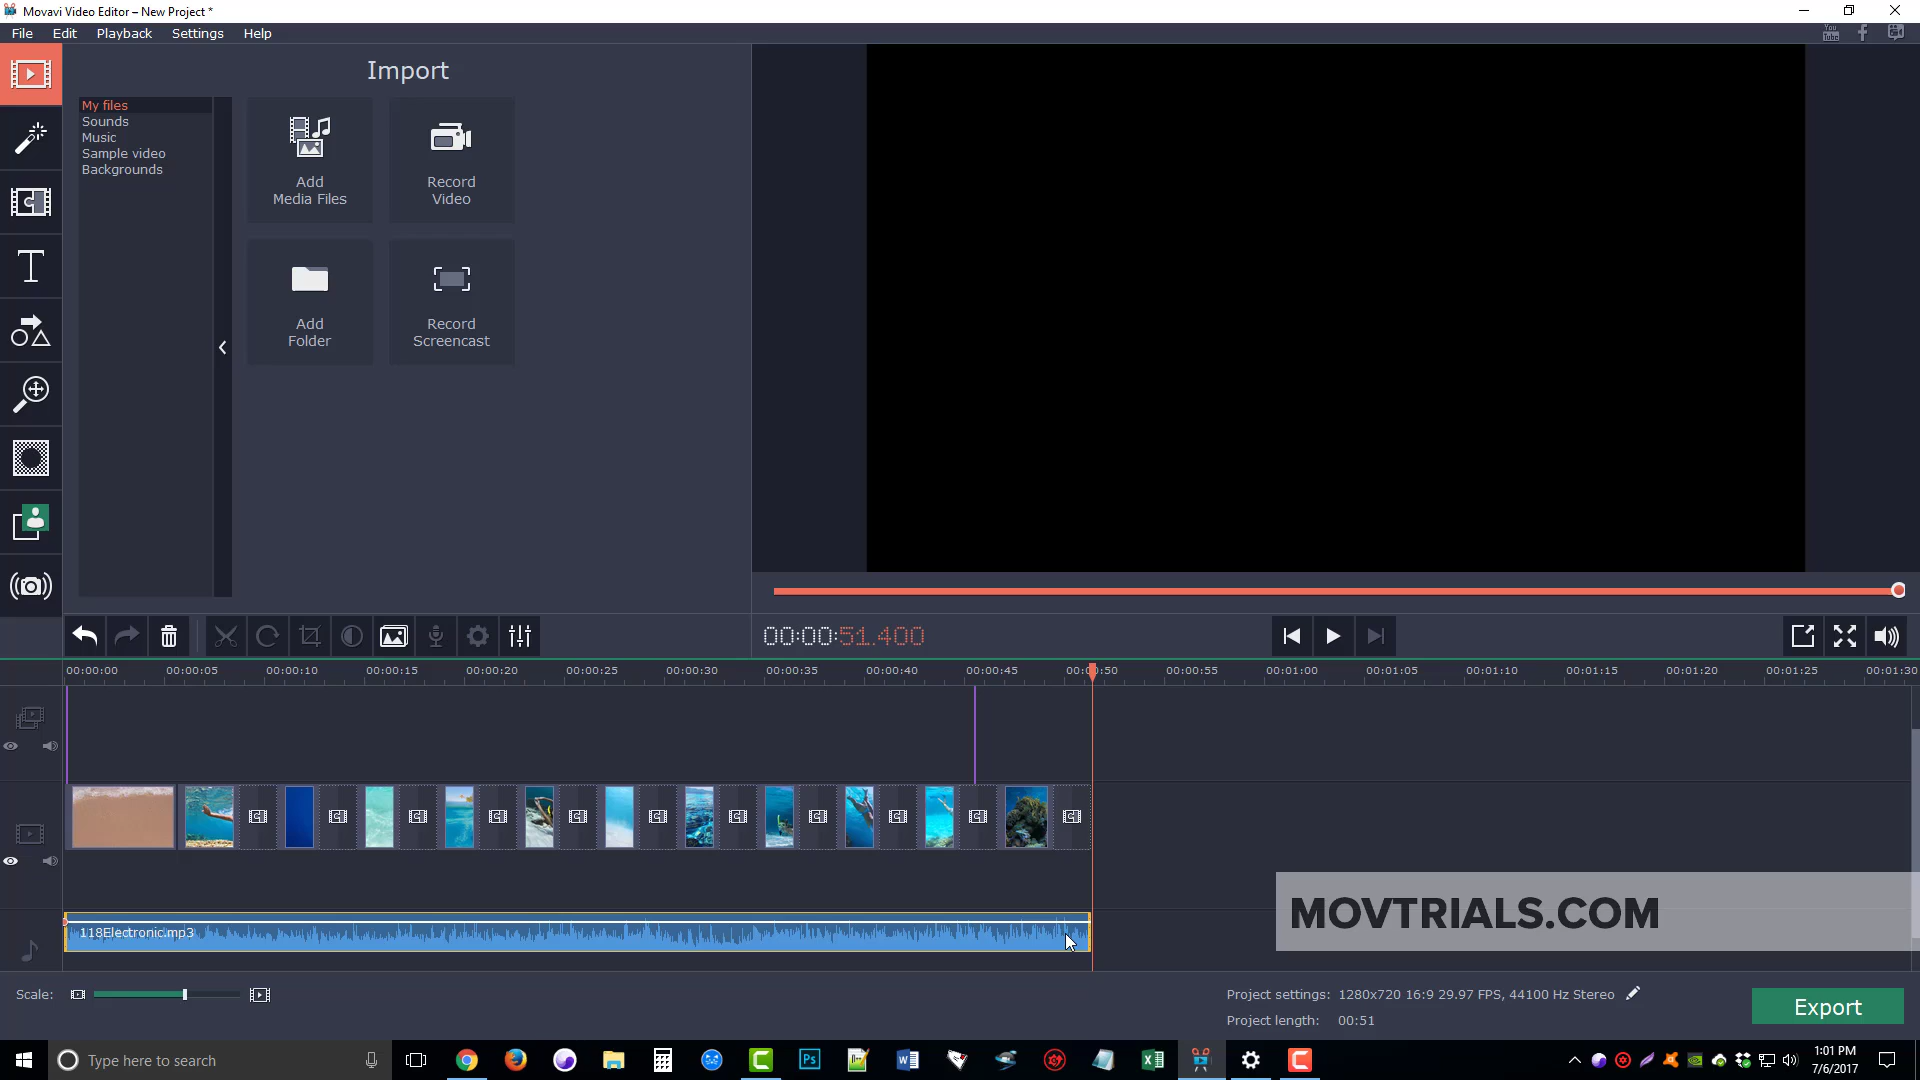 Movavi Video Editor – New Project *
File Edit Playback Settings Help
You Tube
Import
My files
Sounds
Music
Sample video
Backgrounds
Add
Media Files
Record
Video
Add
Folder
Record
Screencast
00:00:51.400
00:00:00 00:00:05 00:00:10 00:00:15 00:00:20 00:00:25 00:00:30 00:00:35 00:00:40 00:00:45 00:00:50 00:00:55 00:01:00 00:01:05 00:01:10 00:01:15 00:01:20 00:01:25 00:01:30
118Electronic.mp3
MOVTRIALS.COM
Scale:
Project settings: 1280x720 16:9 29.97 FPS, 44100 Hz Stereo
Project length: 00:51
Export
Type here to search
Ps
1:01 PM
7/6/2017